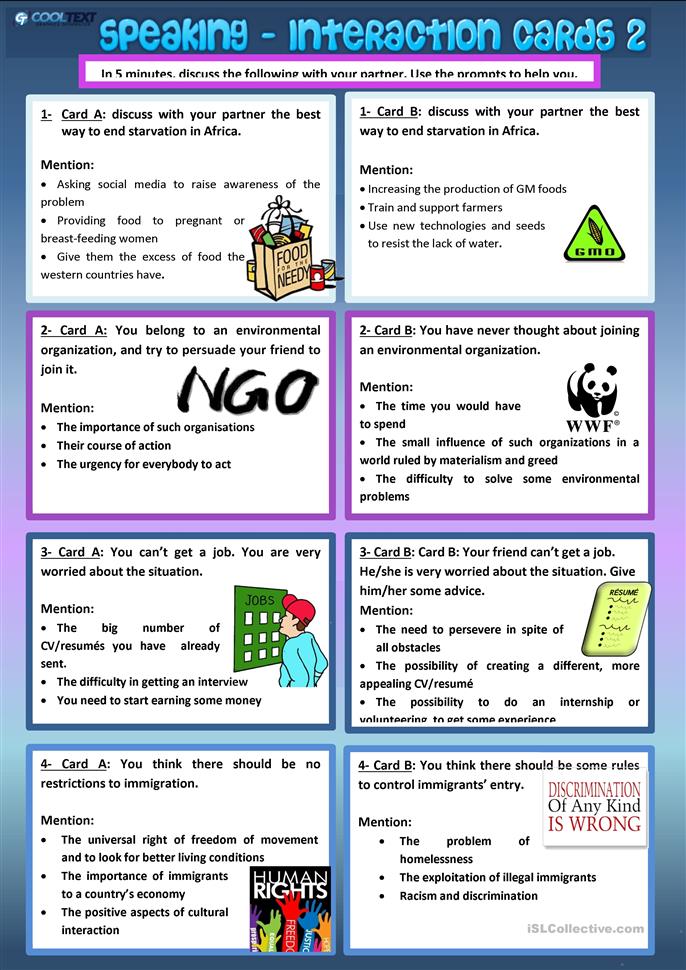 COOLTEXT
SPEAKING - INTERACTION CARDS 2
In 5 minutes, discuss the following with your partner. Use the prompts to help you.
1- Card A: discuss with your partner the best
way to end starvation in Africa.
Mention:
• Asking social media to raise awareness of the
problem
• Providing food to pregnant or
breast-feeding women
• Give them the excess of food the
western countries have.
FOOD
FOR THE
NEEDY
1- Card B: discuss with your partner the best
way to end starvation in Africa.
Mention:
• Increasing the production of GM foods
• Train and support farmers
• Use new technologies and seeds
to resist the lack of water.
GMO
2- Card A: You belong to an environmental
organization, and try to persuade your friend to
join it.
NGO
Mention:
• The importance of such organisations
• Their course of action
• The urgency for everybody to act
2- Card B: You have never thought about joining
an environmental organization.
Mention:
• The time you would have
to spend
©
WWF®
• The small influence of such organizations in a
world ruled by materialism and greed
• The difficulty to solve some environmental
problems
3- Card A: You can't get a job. You are very
worried about the situation.
JOBS
Mention:
• The big number of
CV/resumés you have already
sent.
• The difficulty in getting an interview
• You need to start earning some money
3- Card B: Card B: Your friend can't get a job.
He/she is very worried about the situation. Give
him/her some advice.
RÉSUMÉ
Mention:
• The need to persevere in spite of
all obstacles
• The possibility of creating a different, more
appealing CV/resumé
• The possibility to do an internship or
volunteering, to get some experience
4- Card A: You think there should be no
restrictions to immigration.
Mention:
• The universal right of freedom of movement
and to look for better living conditions
• The importance of immigrants
to a country's economy
• The positive aspects of cultural
interaction
HUMAN
RIGHTS
EQUAL
FREEDOM
JUSTICE
HOPE
4- Card B: You think there should be some rules
to control immigrants' entry.
DISCRIMINATION
Of Any Kind
IS WRONG
Mention:
• The problem of
homelessness
• The exploitation of illegal immigrants
• Racism and discrimination
iSLCollective.com